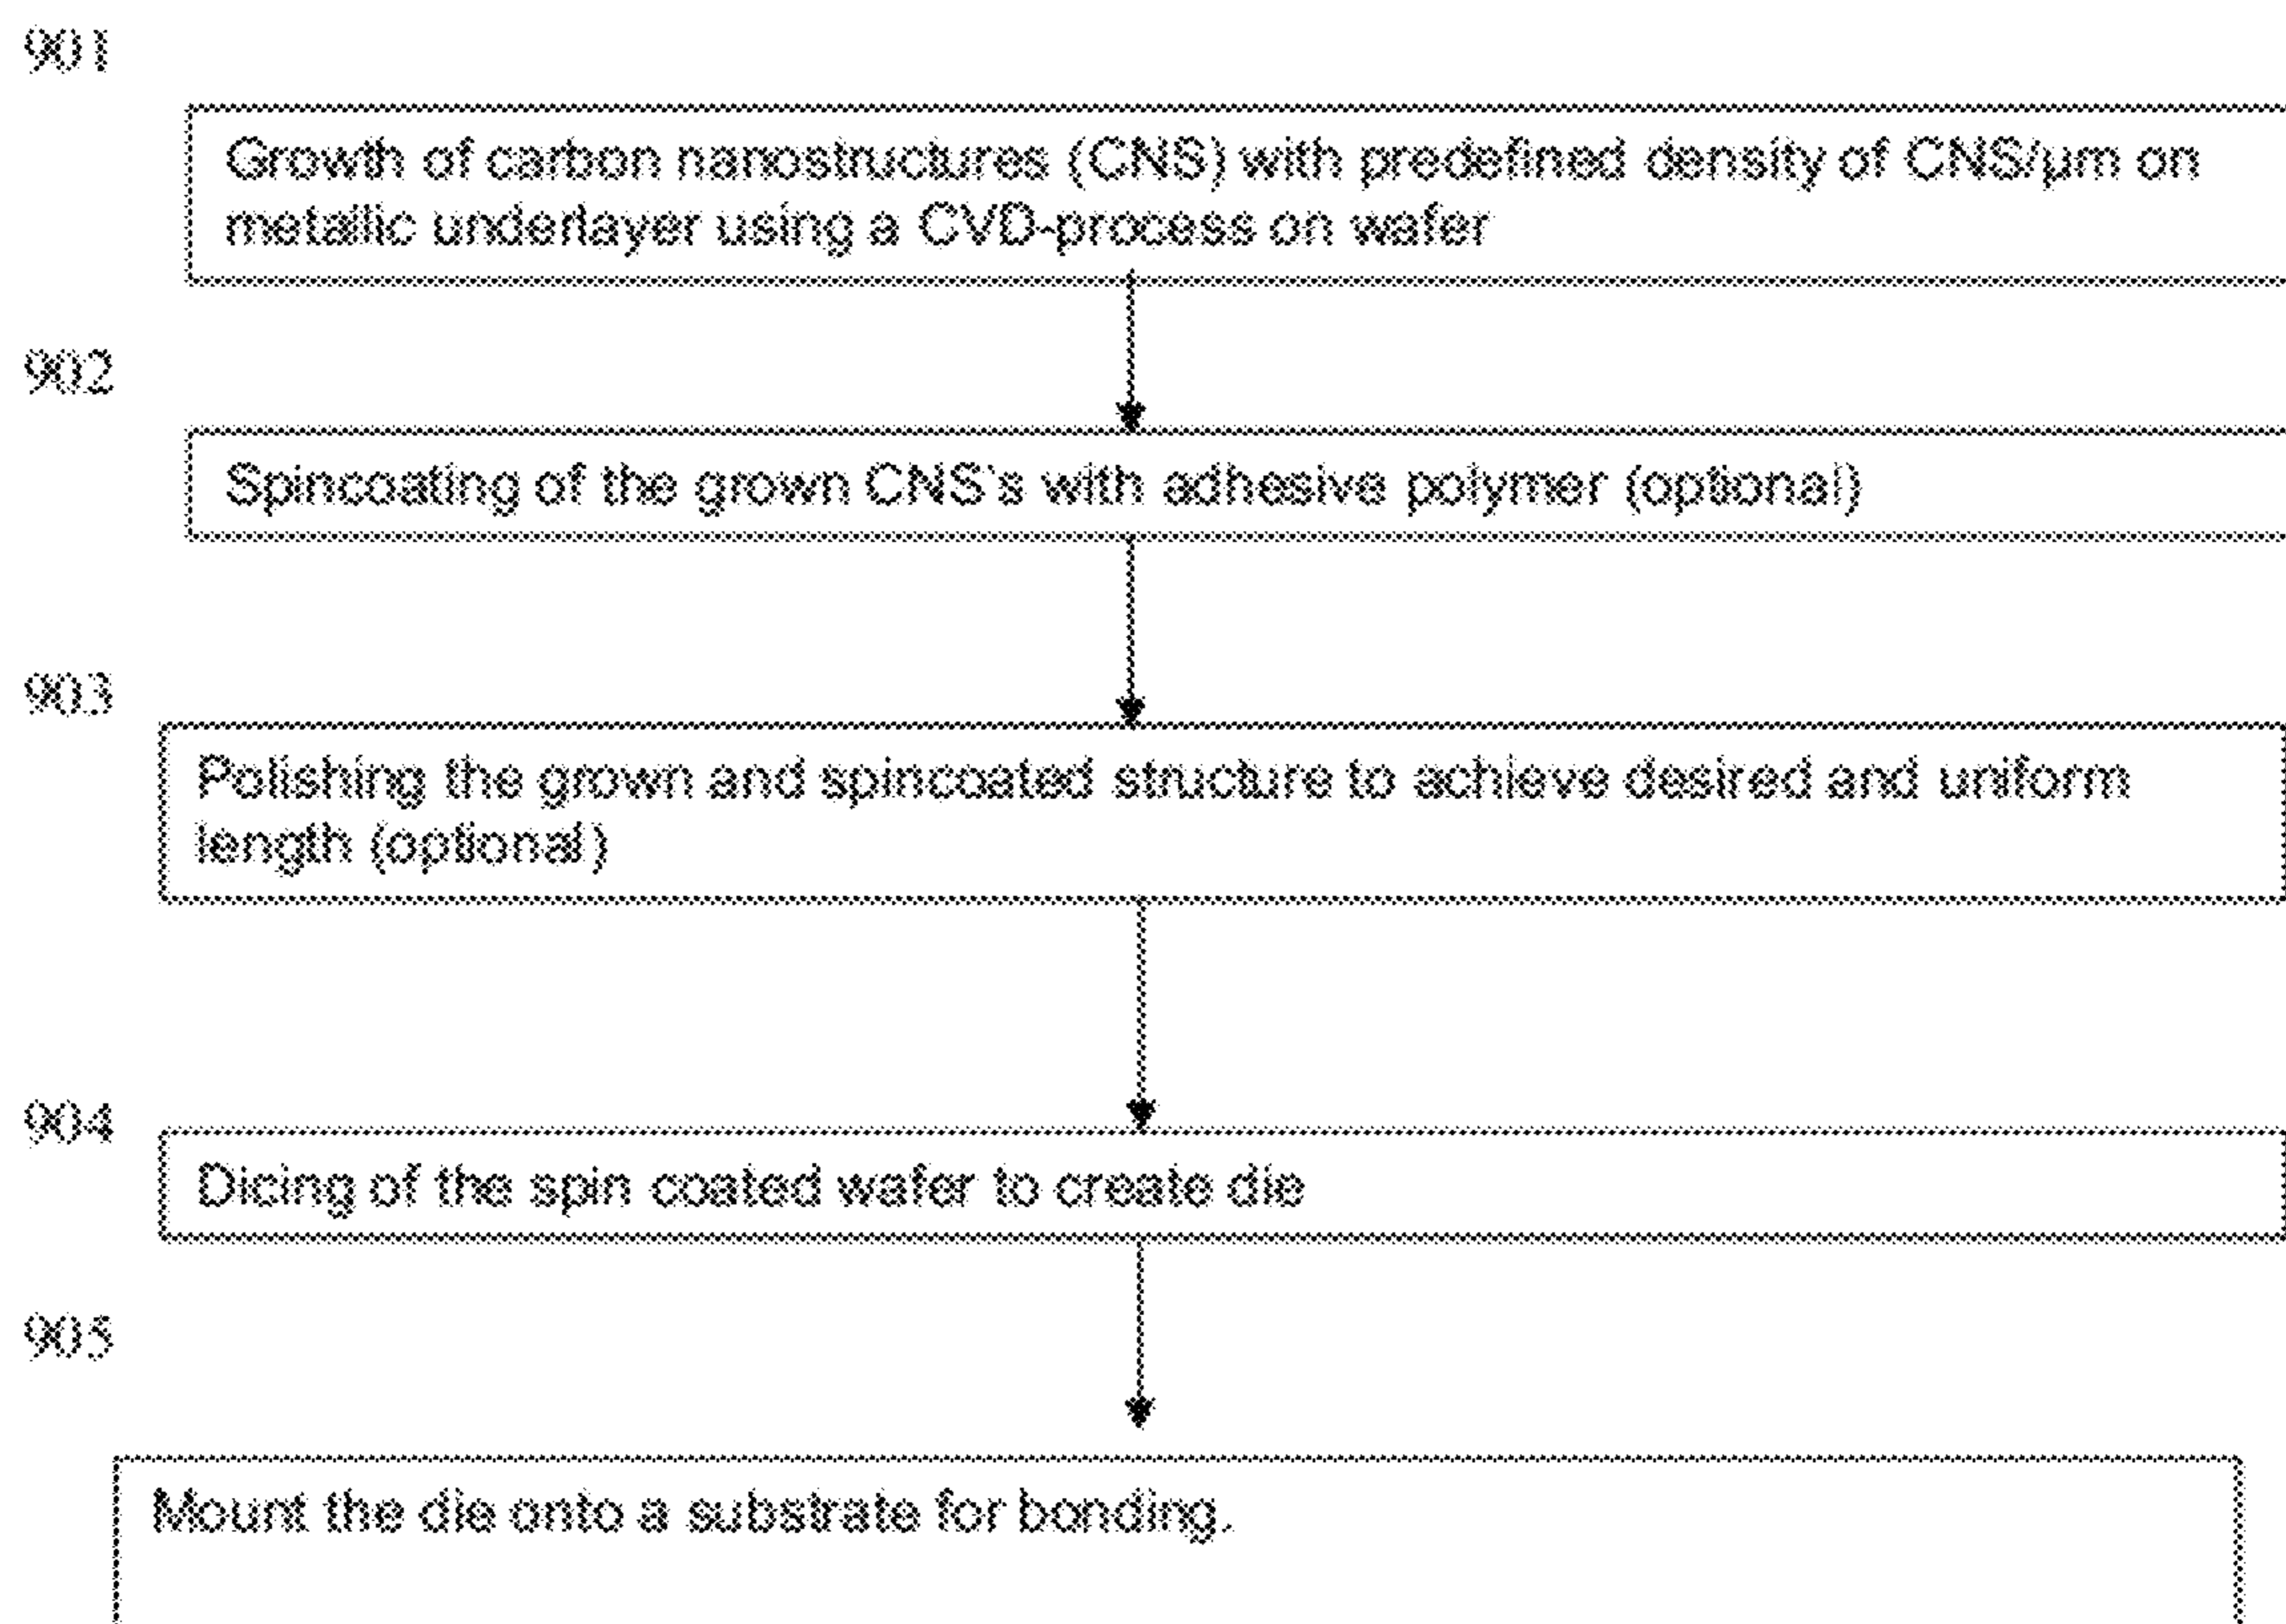 901
Growth of carbon nanostructures (CNS) with predefined density of CNS/µm on
metallic underlayer using a CVD-process on wafer
902
Spincoating of the grown CNS's with adhesive polymer (optional)
903
Polishing the grown and spincoated structure to achieve desired and uniform
length (optional)
904
Dicing of the spin coated wafer to create die
905
Mount the die onto a substrate for bonding.